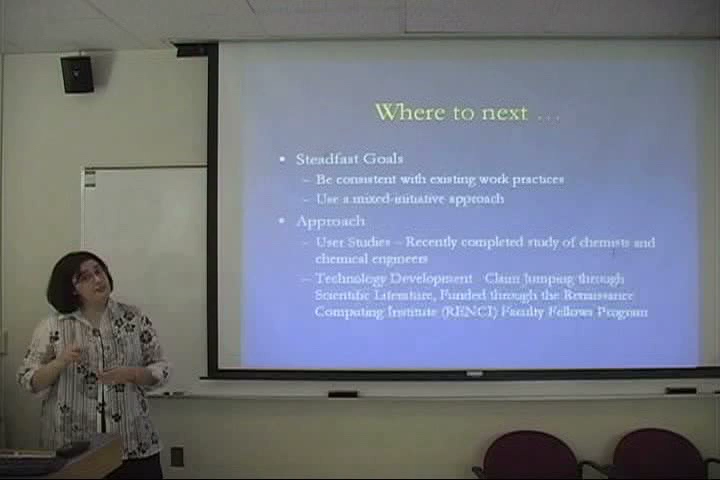 Where to next ...
• Steadfast Goals
– Be consistent with existing work practices
– Use a mixed-initiative approach
• Approach
– User Studies – Recently completed study of chemists and
chemical engineers
– Technology Development - Claim Jumping through
Scientific Literature, Funded through the Renaissance
Computing Institute (RENCI) Faculty Fellows Program